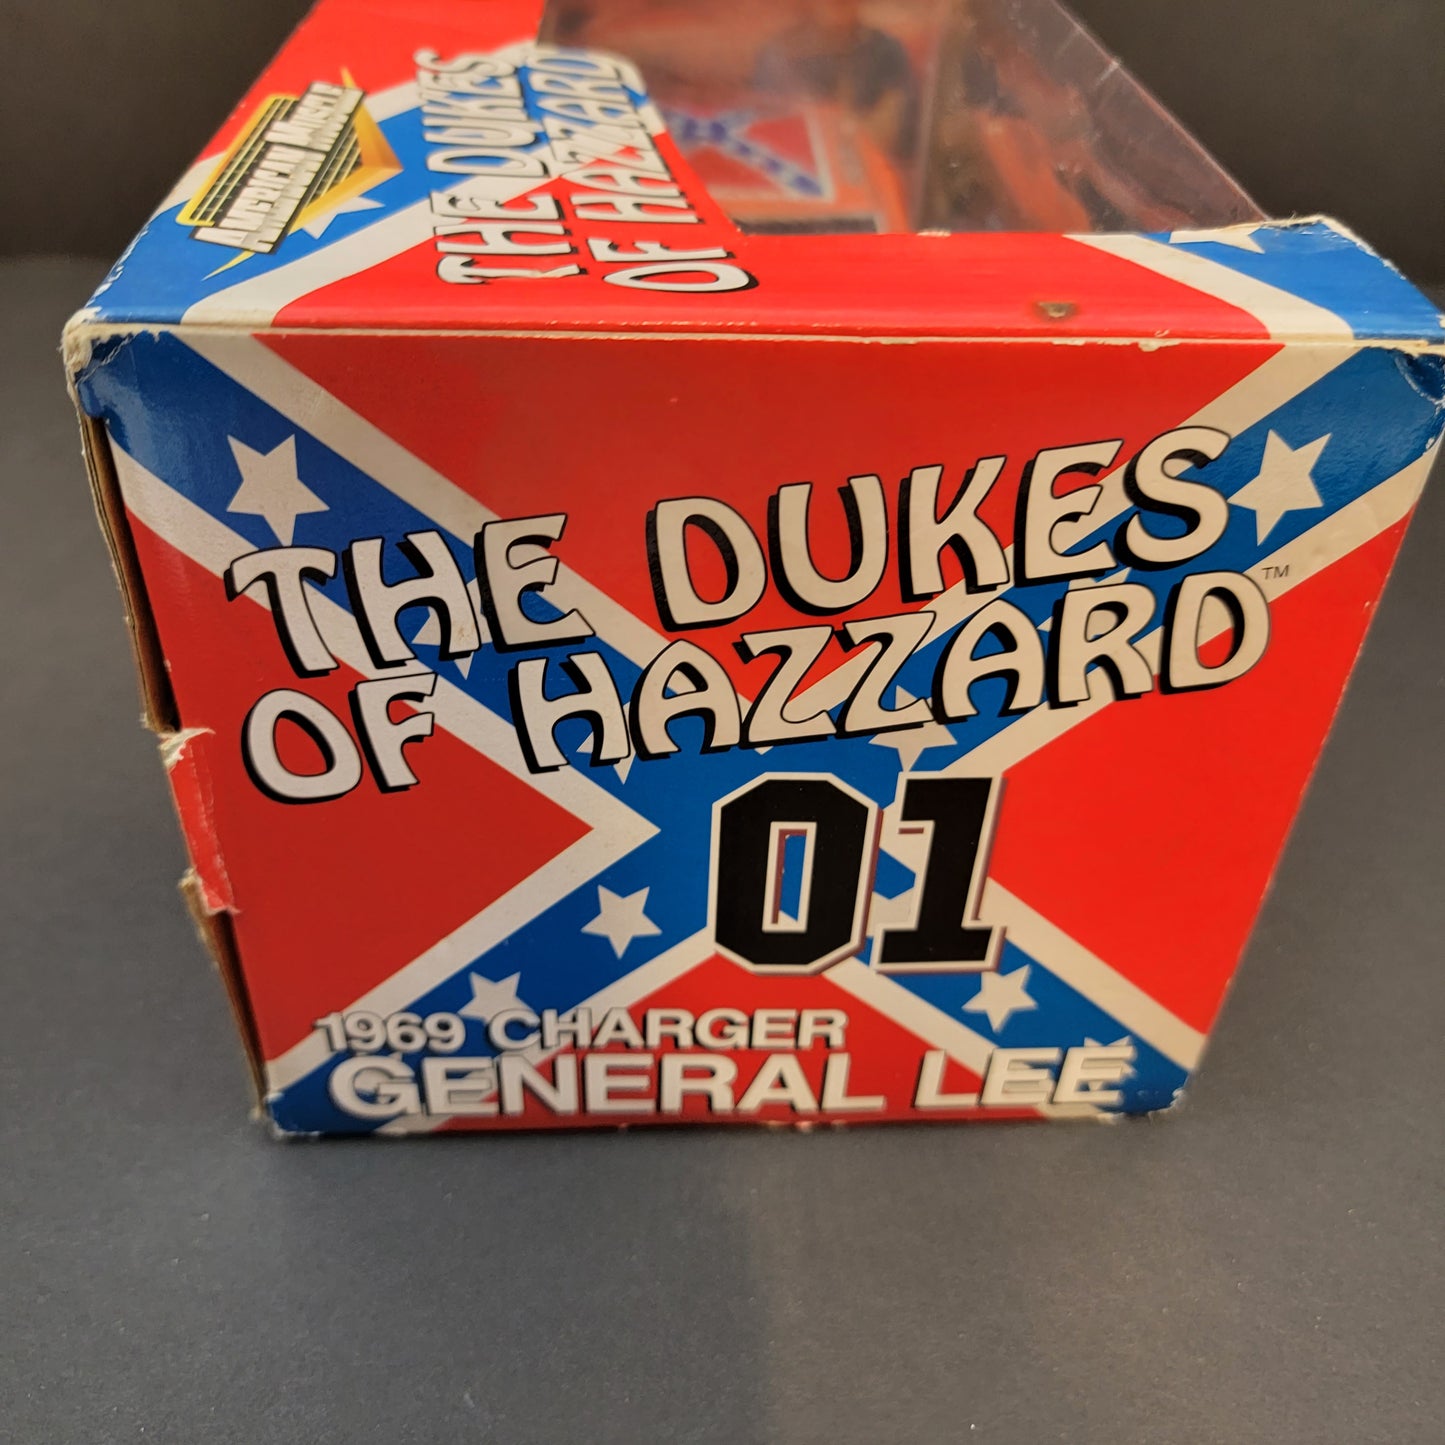 AMERICAN MUSCLE
THE DUKES
OF HAZZARD
THE DUKES
OF HAZZARD™
01
1969 CHARGER
GENERAL LEE